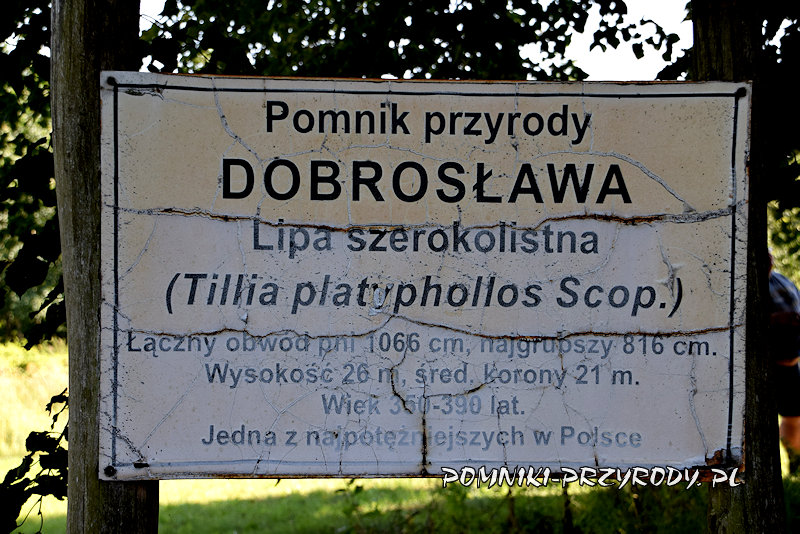 Pomnik przyrody
DOBROSŁAWA
Lipa szerokolistna
(Tillia platyphollos Scop.)
Łączny obwód pni 1066 cm, najgrubszy 816 cm.
Wysokość 26 m, śred. korony 21 m.
Wiek 350-390 lat.
Jedna z najpotężniejszych w Polsce
POMNIKI-PRZYRODY.PL